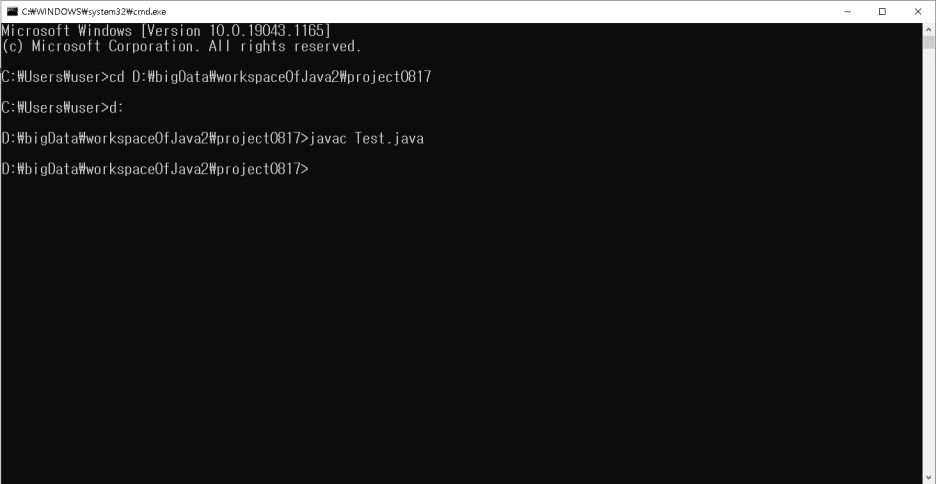 C:₩WINDOWS₩system32₩cmd.exe
Microsoft Windows [Version 10.0.19043.1165]
(c) Microsoft Corporation. All rights reserved.
C:₩Users₩user>cd D:₩bigData₩workspaceOfJava2₩project0817
C:₩Users₩user>d:
D:₩bigData₩workspaceOfJava2₩project0817>javac Test.java
D:₩bigData₩workspaceOfJava2₩project0817>